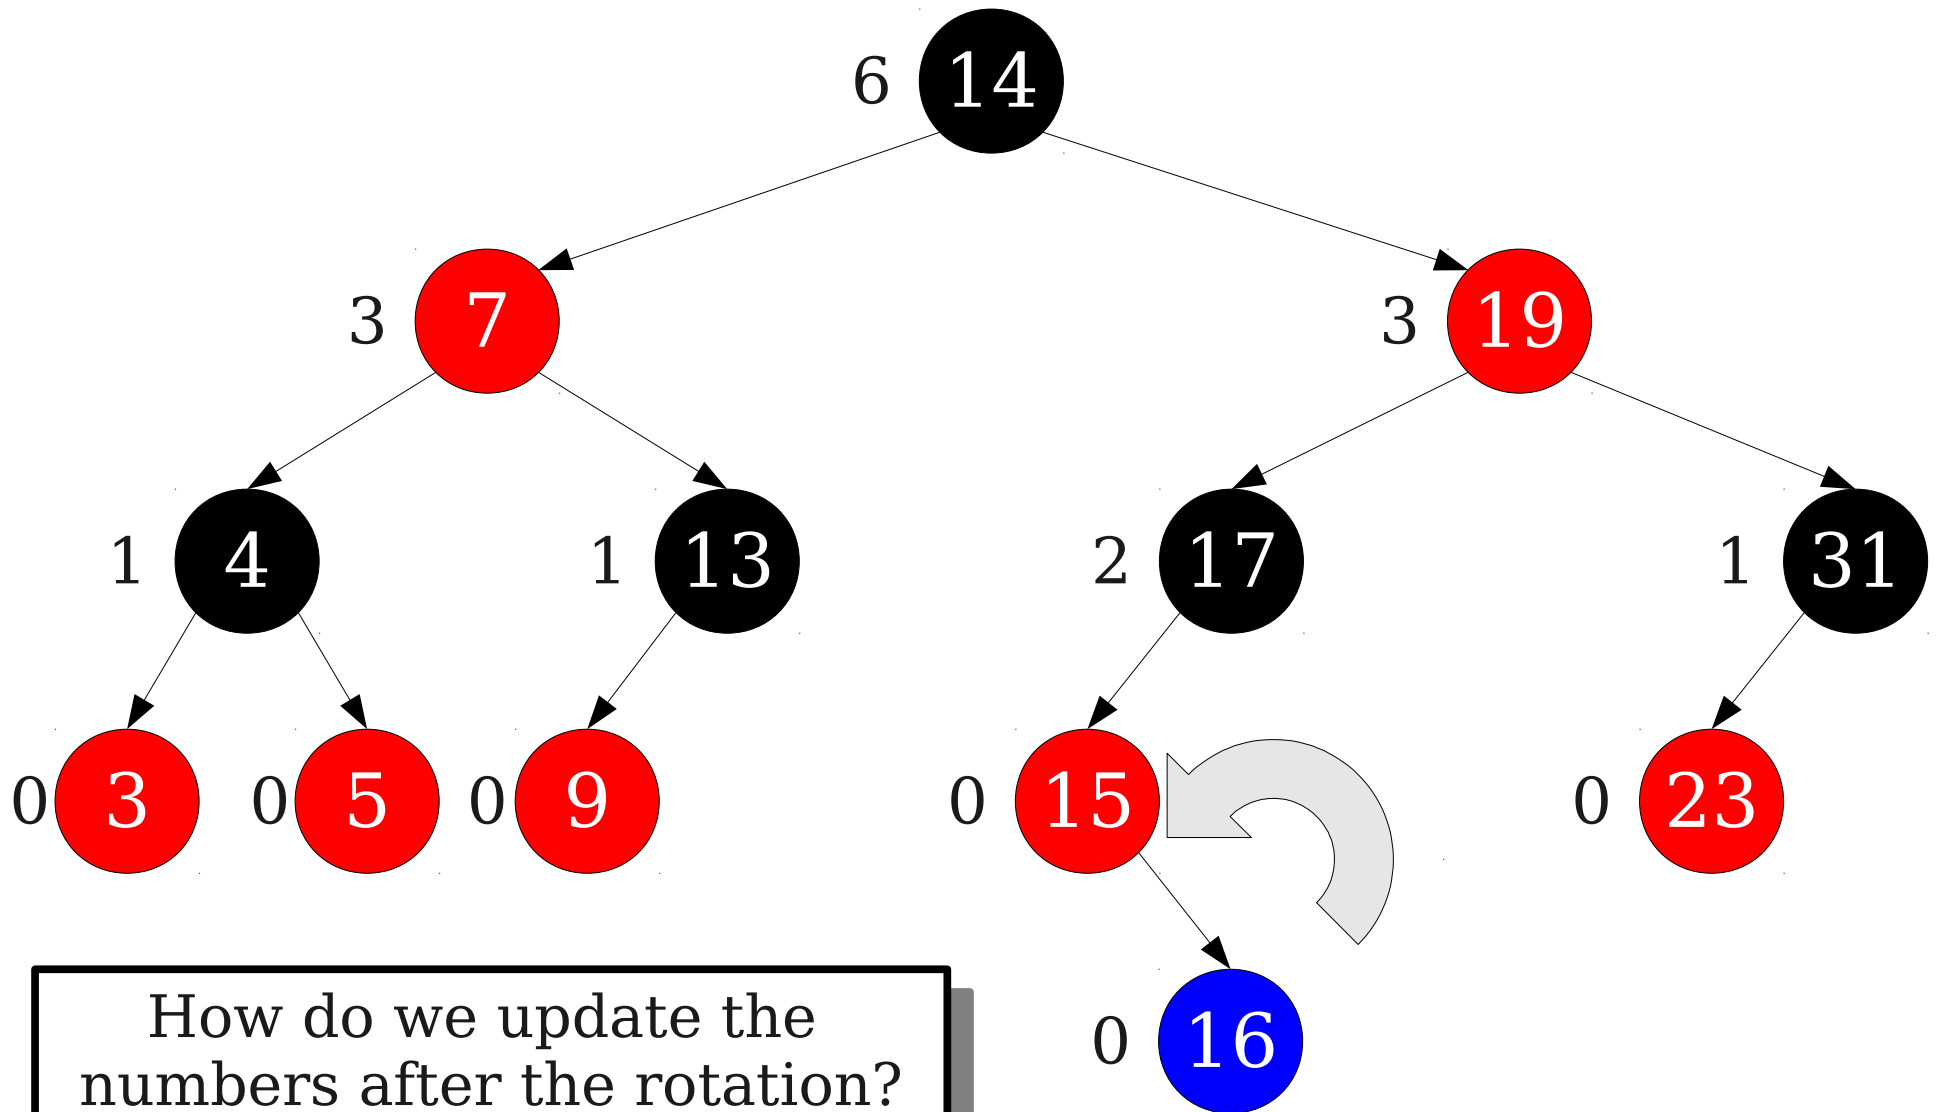 6 14
3 7 3 19
1 4 1 13 2 17 1 31
0 3 0 5 0 9 0 15 0 23
0 16
How do we update the
numbers after the rotation?